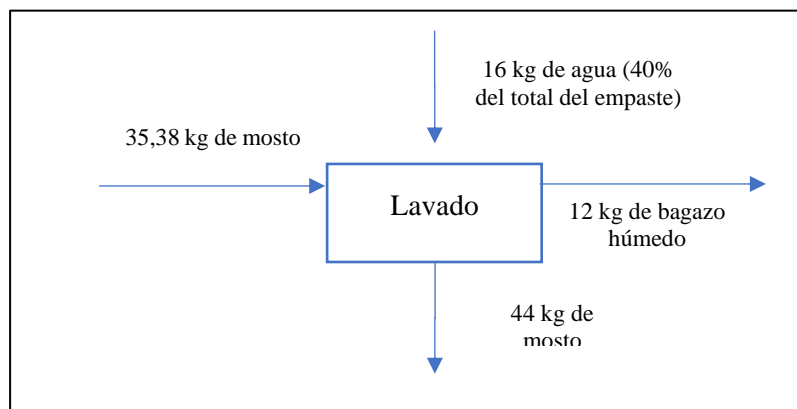 16 kg de agua (40%
del total del empaste)
35,38 kg de mosto
Lavado
12 kg de bagazo
húmedo
44 kg de
mosto